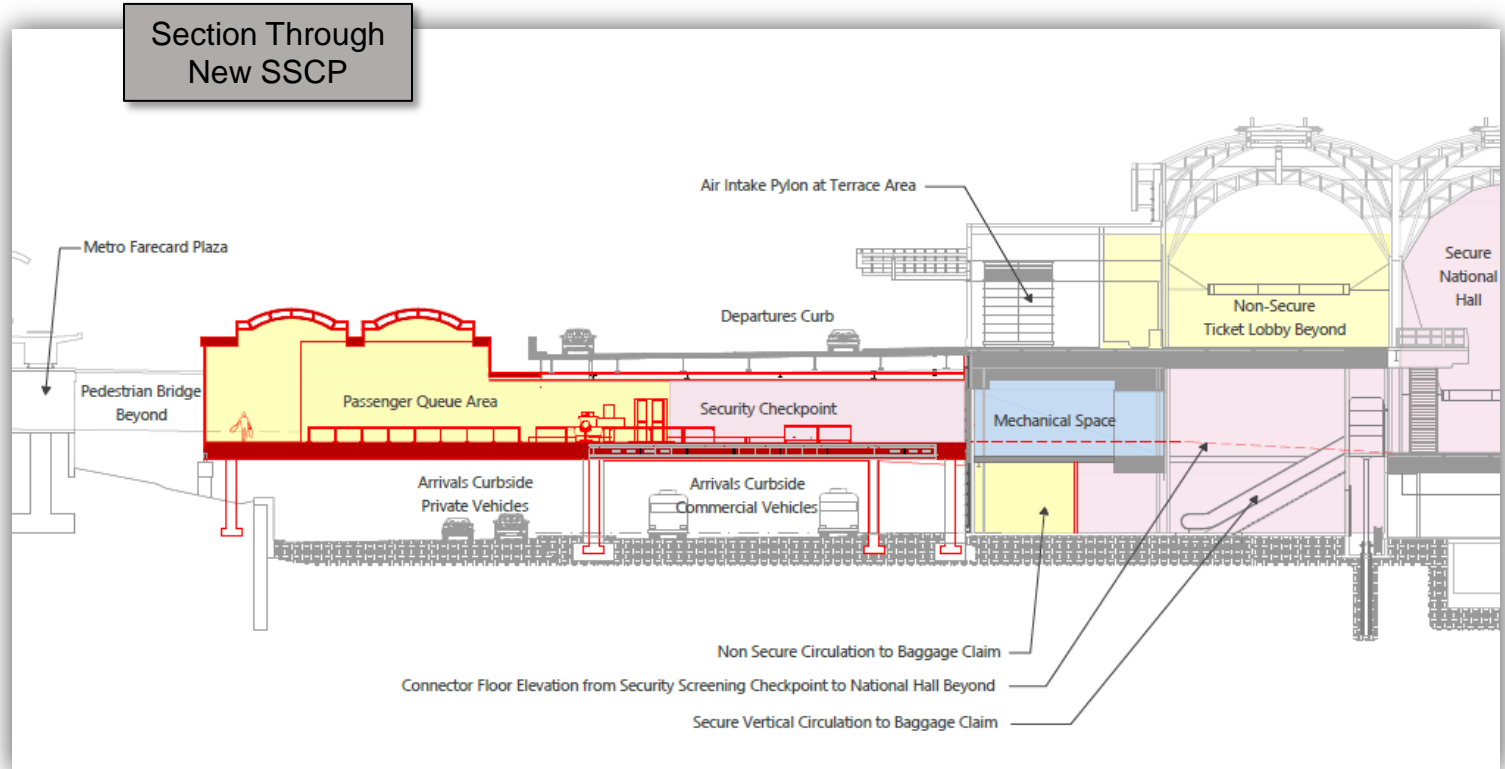 Section Through
New SSCP
Air Intake Pylon at Terrace Area
Metro Farecard Plaza
Secure
National
Hall
Non-Secure
Ticket Lobby Beyond
Departures Curb
Pedestrian Bridge
Beyond
Passenger Queue Area
Security Checkpoint
Mechanical Space
Arrivals Curbside
Private Vehicles
Arrivals Curbside
Commercial Vehicles
Non Secure Circulation to Baggage Claim
Connector Floor Elevation from Security Screening Checkpoint to National Hall Beyond
Secure Vertical Circulation to Baggage Claim